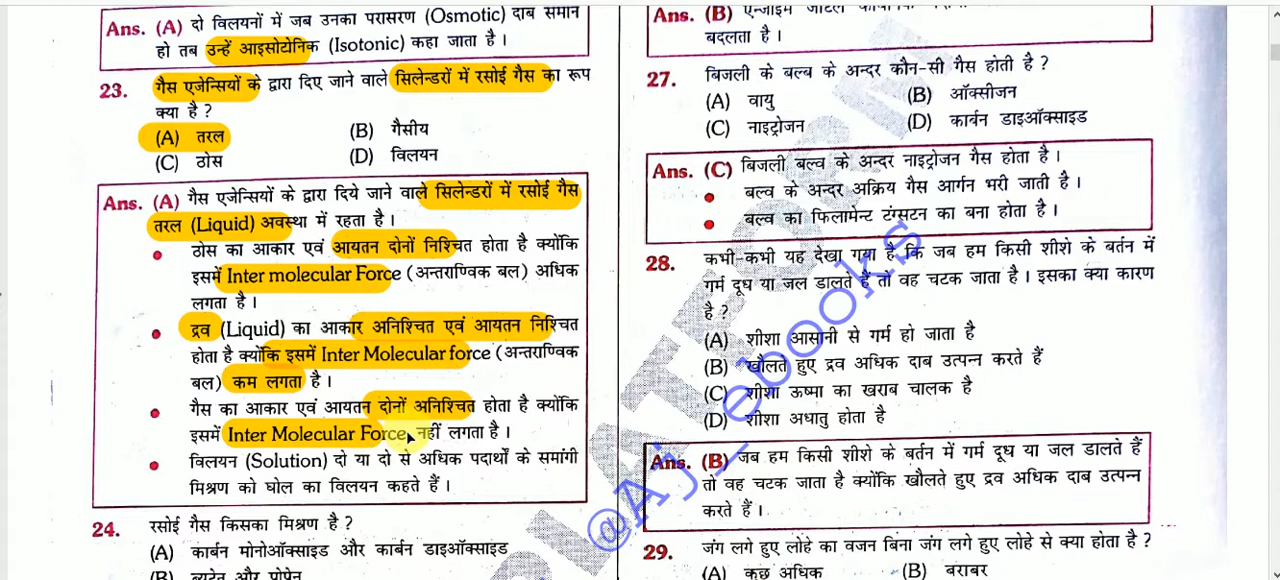 Ans. (A) दो विलयनों में जब उनका परासरण (Osmotic) दाब समान
हो तब उन्हें आइसोटोनिक (Isotonic) कहा जाता है।
23. गैस एजेन्सियों के द्वारा दिए जाने वाले सिलेन्डरों में रसोई गैस का रूप
क्या है ?
(A) तरल (B) गैसीय
(C) ठोस (D) विलयन
Ans. (A) गैस एजेन्सियों के द्वारा दिये जाने वाले सिलेन्डरों में रसोई गैस
तरल (Liquid) अवस्था में रहता है।
ठोस का आकार एवं आयतन दोनों निश्चित होता है क्योंकि
इसमें Inter molecular Force (अन्तराण्विक बल) अधिक
लगता है।
द्रव (Liquid) का आकार अनिश्चित एवं आयतन निश्चित
होता है क्योंकि इसमें Inter Molecular force (अन्तराण्विक
बल) कम लगता है।
गैस का आकार एवं आयतन दोनों अनिश्चित होता है क्योंकि
इसमें Inter Molecular Force नहीं लगता है।
विलयन (Solution) दो या दो से अधिक पदार्थों के समांगी
मिश्रण को घोल का विलयन कहते हैं।
24. रसोई गैस किसका मिश्रण है ?
(A) कार्बन मोनोऑक्साइड और कार्बन डाइऑक्साइड
(B) ब्यूटेन और प्रोपेन
Ans. (B) एन्जाइम जटिल
बदलता है।
27. बिजली के बल्ब के अन्दर कौन-सी गैस होती है ?
(A) वायु (B) ऑक्सीजन
(C) नाइट्रोजन (D) कार्बन डाइऑक्साइड
Ans. (C) बिजली बल्व के अन्दर नाइट्रोजन गैस होता है।
बल्व के अन्दर अक्रिय गैस आर्गन भरी जाती है।
बल्व का फिलामेन्ट टंग्सटन का बना होता है।
28. कभी-कभी यह देखा गया है कि जब हम किसी शीशे के बर्तन में
गर्म दूध या जल डालते हैं तो वह चटक जाता है। इसका क्या कारण
है ?
(A) शीशा आसानी से गर्म हो जाता है
(B) खौलते हुए द्रव अधिक दाब उत्पन्न करते हैं
(C) शीशा ऊष्मा का खराब चालक है
(D) शीशा अधातु होता है
Ans. (B) जब हम किसी शीशे के बर्तन में गर्म दूध या जल डालते हैं
तो वह चटक जाता है क्योंकि खौलते हुए द्रव अधिक दाब उत्पन्न
करते हैं।
29. जंग लगे हुए लोहे का वजन बिना जंग लगे हुए लोहे से क्या होता है ?
(A) कुछ अधिक (B) बराबर
@Aj_ebooks
PLATFORM